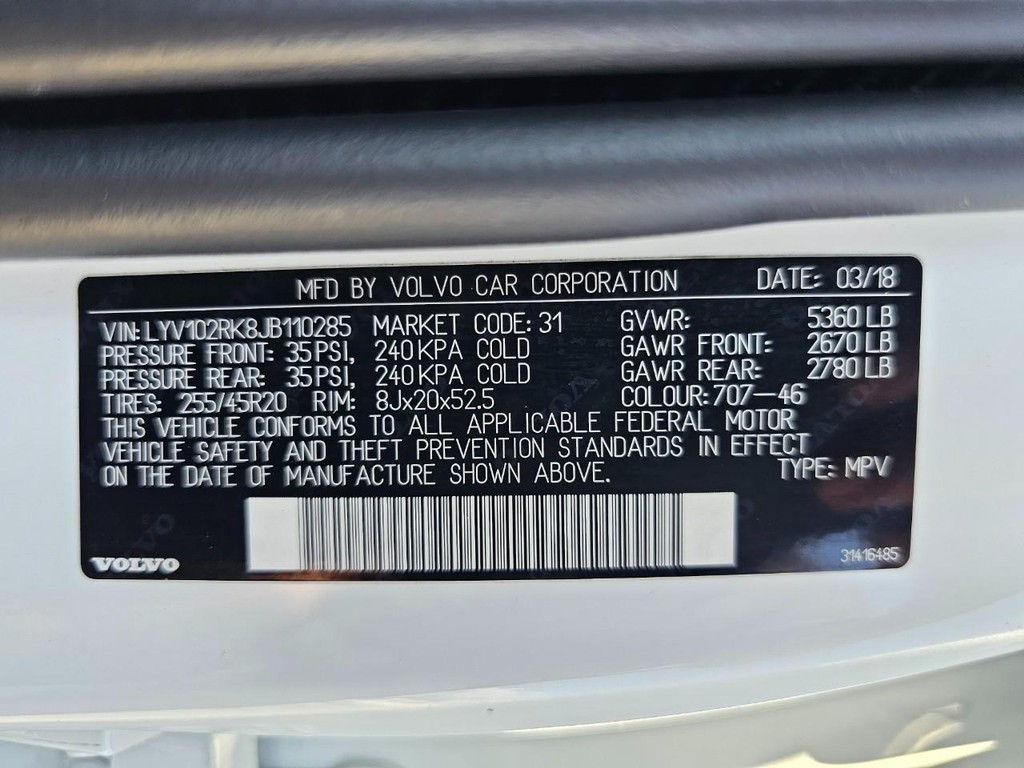 MFD BY VOLVO CAR CORPORATION DATE: 03/18
VIN: LYV102RK8JB110285 MARKET CODE: 31 GVWR: 5360 LB
PRESSURE FRONT: 35 PSI, 240 KPA COLD GAWR FRONT: 2670 LB
PRESSURE REAR: 35 PSI, 240 KPA COLD GAWR REAR: 2780 LB
TIRES: 255/45R20 RIM: 8Jx20x52.5 COLOUR: 707-46
THIS VEHICLE CONFORMS TO ALL APPLICABLE FEDERAL MOTOR
VEHICLE SAFETY AND THEFT PREVENTION STANDARDS IN EFFECT
ON THE DATE OF MANUFACTURE SHOWN ABOVE. TYPE: MPV
VOLVO 31416485